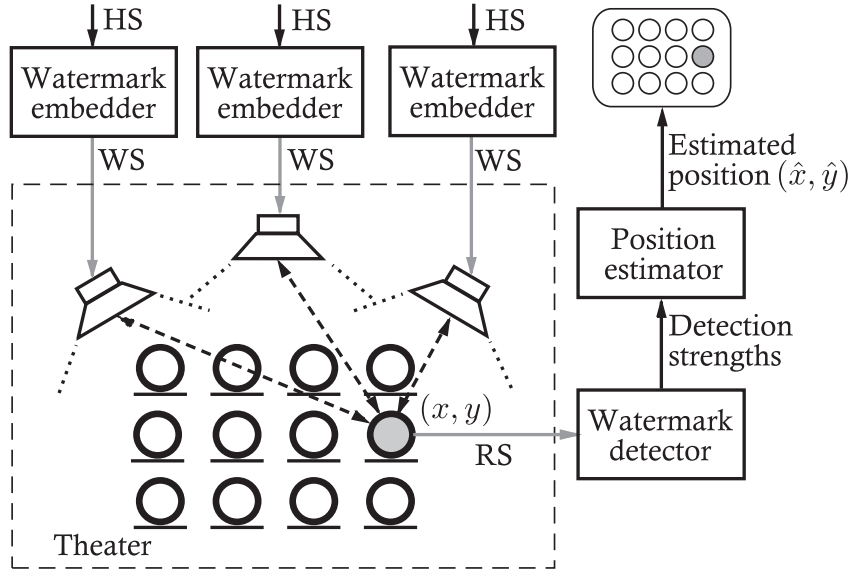 HS
HS
HS
Watermark
embedder
Watermark
embedder
Watermark
embedder
WS
WS
WS
Estimated
position (x̂, ŷ)
Position
estimator
Detection
strengths
(x, y)
Watermark
detector
RS
Theater